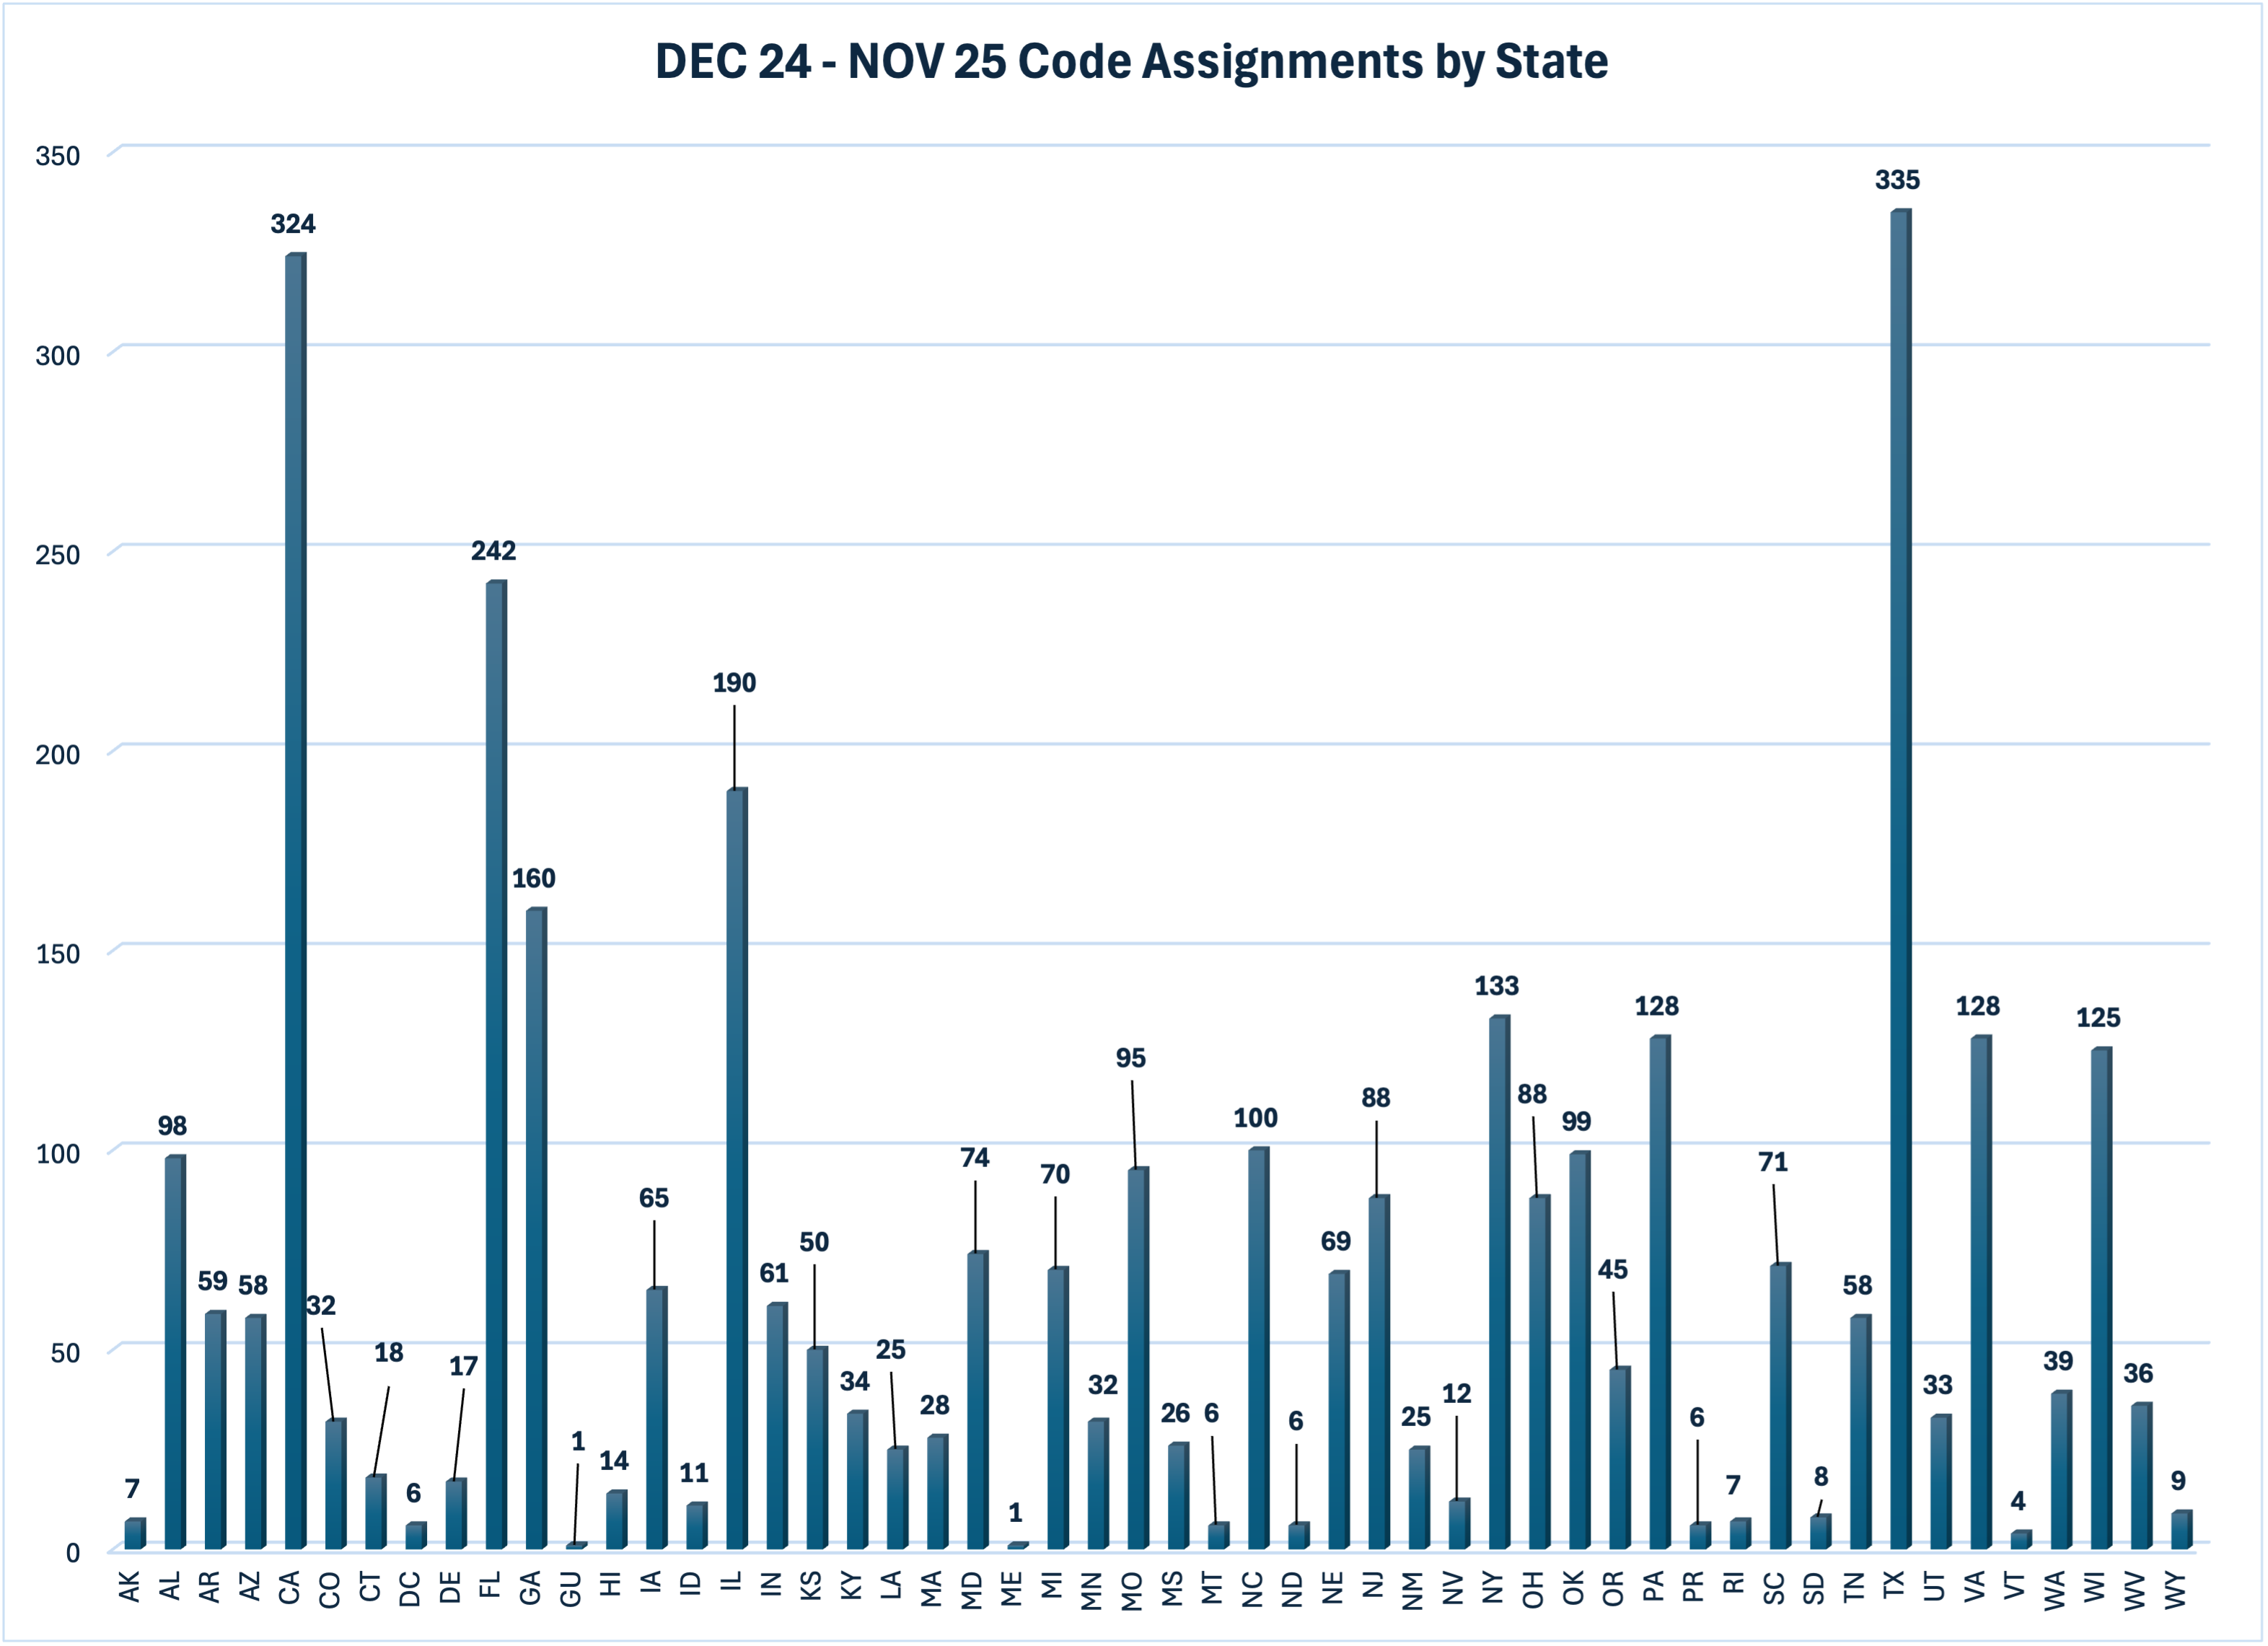 DEC 24 - NOV 25 Code Assignments by State
350
300
250
200
150
100
50
0
7
98
59
58
324
32
18
6
17
242
160
1
14
65
11
190
61
50
34
25
28
74
1
70
32
95
26
6
100
6
69
88
25
12
133
88
99
45
128
6
7
71
8
58
335
33
128
4
39
125
36
9
AK
AL
AR
AZ
CA
CO
CT
DC
DE
FL
GA
GU
HI
IA
ID
IL
IN
KS
KY
LA
MA
MD
ME
MI
MN
MO
MS
MT
NC
ND
NE
NJ
NM
NV
NY
OH
OK
OR
PA
PR
RI
SC
SD
TN
TX
UT
VA
VT
WA
WI
WV
WY